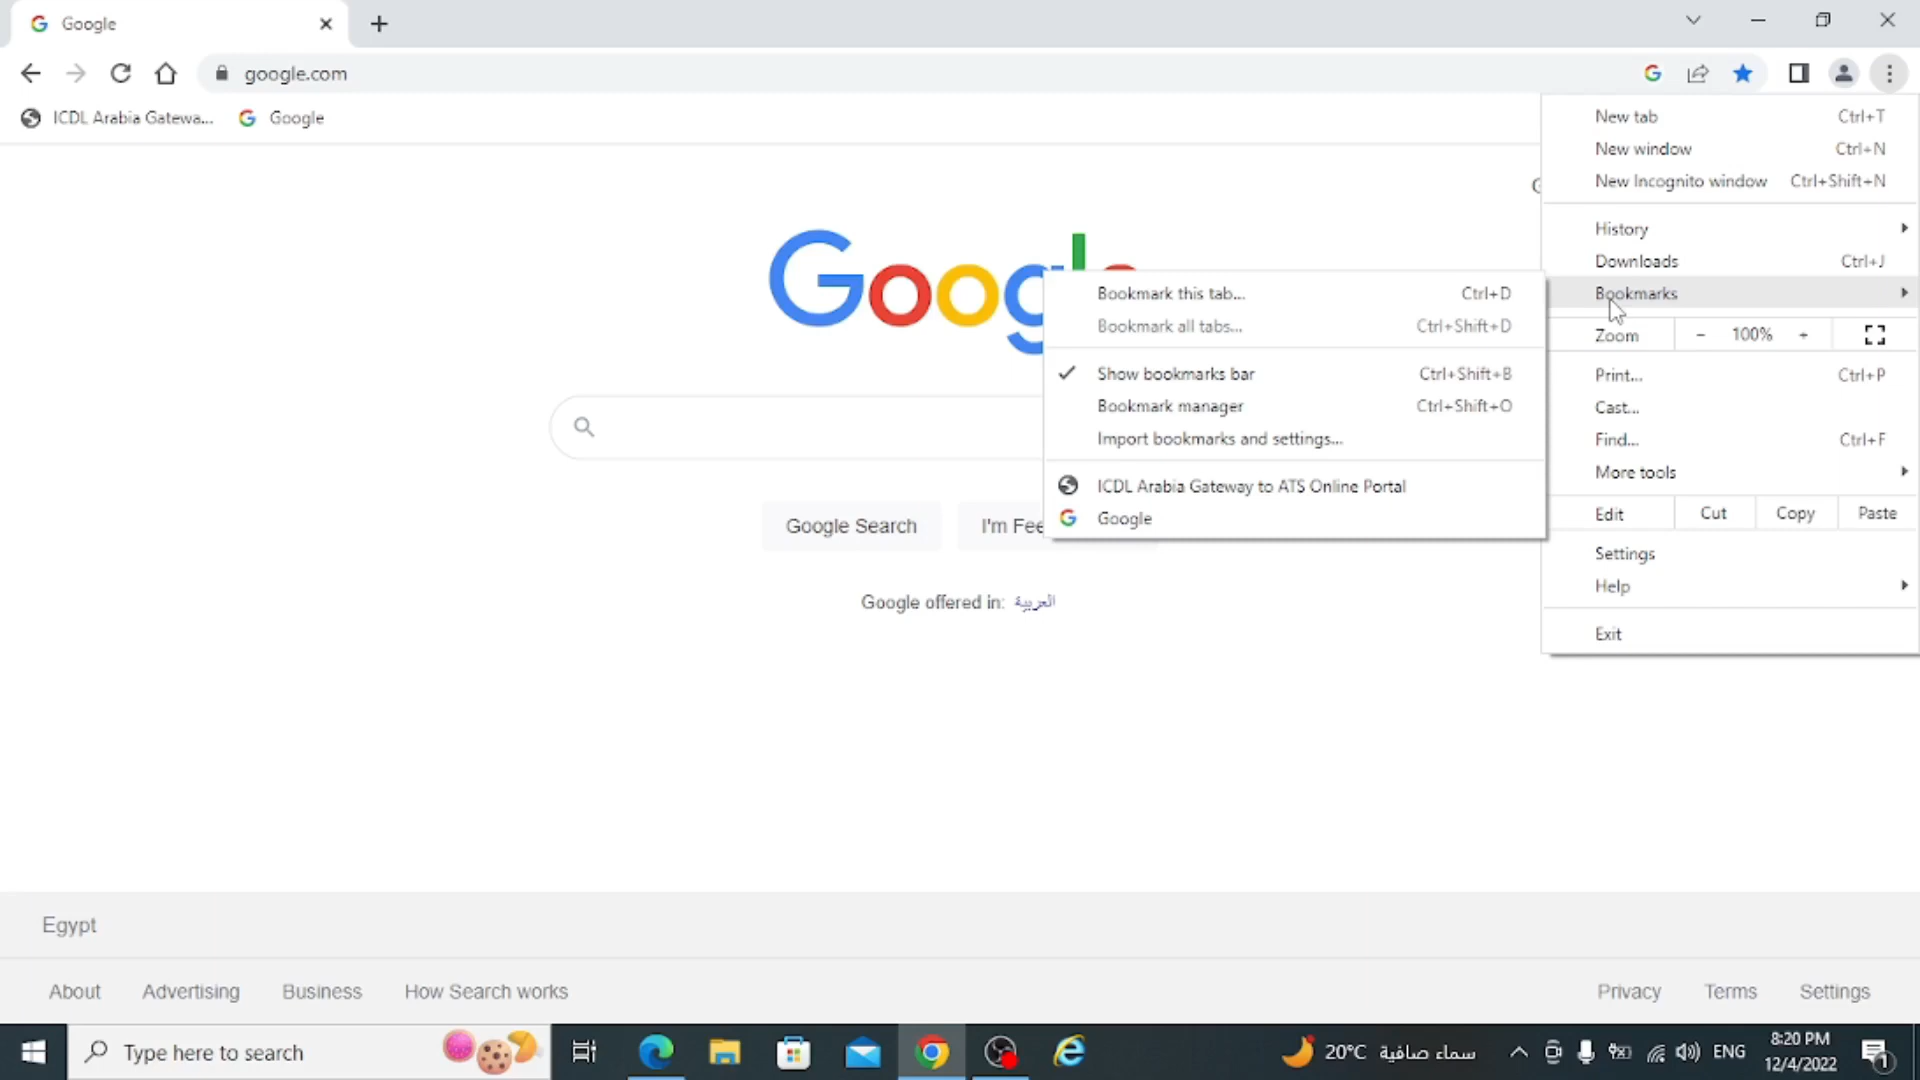 Google
google.com
ICDL Arabia Gatewa...
Google
New tab Ctrl+T
New window Ctrl+N
New Incognito window Ctrl+Shift+N
History
Downloads Ctrl+J
Bookmarks
Zoom - 100% +
Print... Ctrl+P
Cast...
Find... Ctrl+F
More tools
Edit Cut Copy Paste
Settings
Help
Exit
Bookmark this tab... Ctrl+D
Bookmark all tabs... Ctrl+Shift+D
Show bookmarks bar Ctrl+Shift+B
Bookmark manager Ctrl+Shift+O
Import bookmarks and settings...
ICDL Arabia Gateway to ATS Online Portal
Google
Google
Google Search
I'm Fee
Google offered in: العربية
Egypt
About Advertising Business How Search works
Privacy Terms Settings
Type here to search
20°C سماء صافية
ENG
8:20 PM
12/4/2022
1